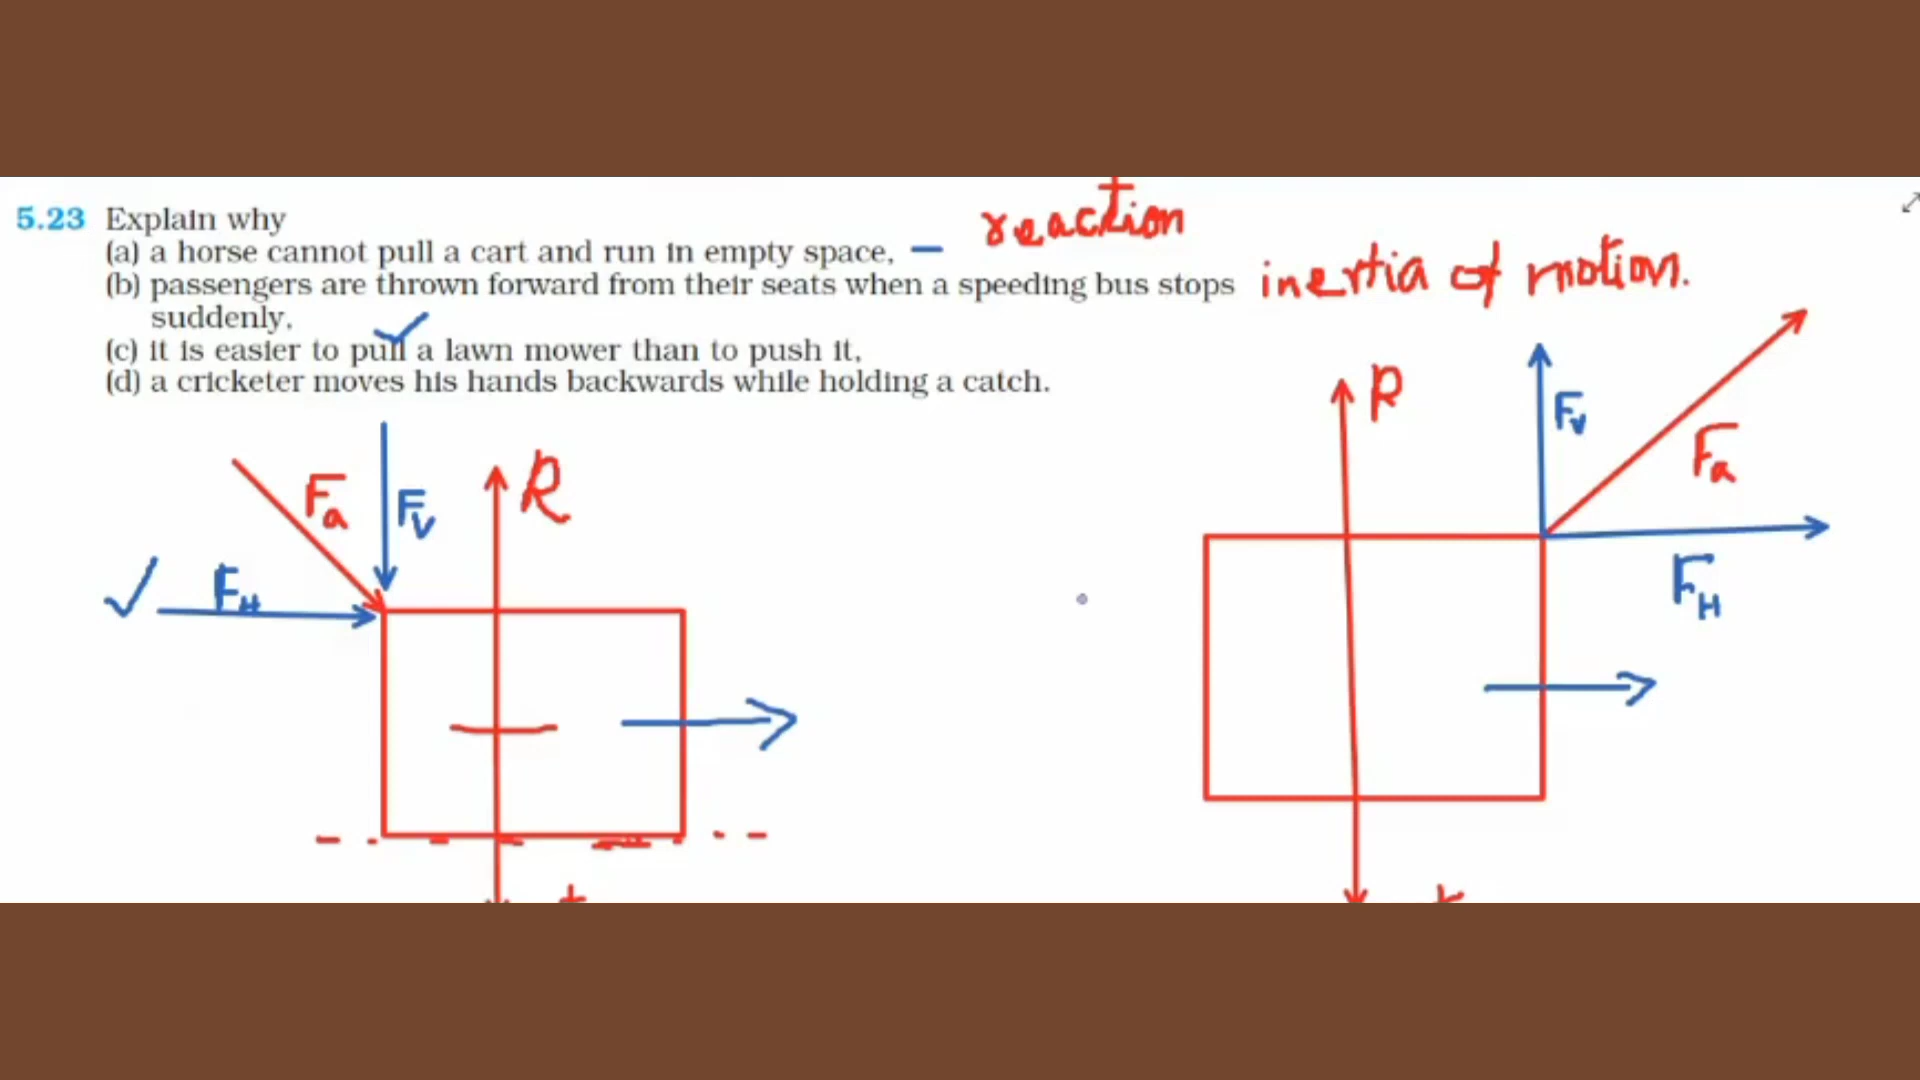 5.23 Explain why
(a) a horse cannot pull a cart and run in empty space, – reaction
(b) passengers are thrown forward from their seats when a speeding bus stops inertia of motion.
suddenly,
(c) it is easier to pull a lawn mower than to push it,
(d) a cricketer moves his hands backwards while holding a catch.
Fa FV R
FH
R FV Fa
FH